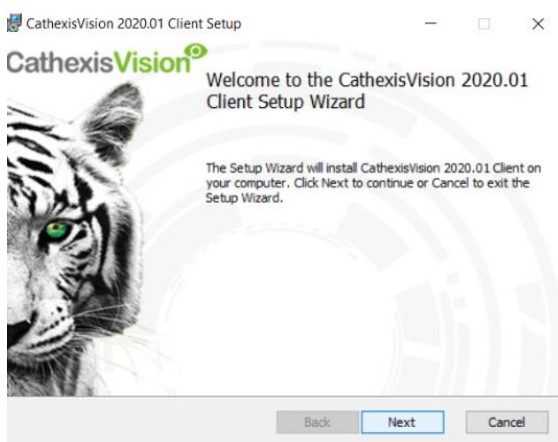 CathexisVision 2020.01 Client Setup
CathexisVision
Welcome to the CathexisVision 2020.01
Client Setup Wizard
The Setup Wizard will install CathexisVision 2020.01 Client on
your computer. Click Next to continue or Cancel to exit the
Setup Wizard.
Back Next Cancel